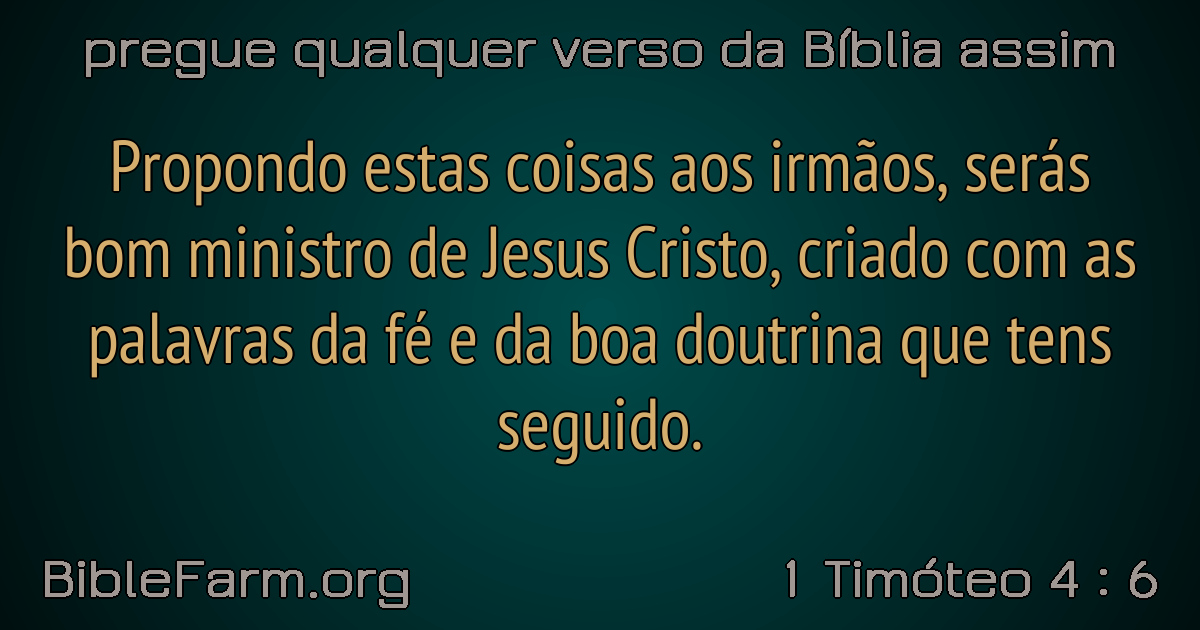 pregue qualquer verso da Bíblia assim
Propondo estas coisas aos irmãos, serás
bom ministro de Jesus Cristo, criado com as
palavras da fé e da boa doutrina que tens
seguido.
BibleFarm.org
1 Timóteo 4 : 6